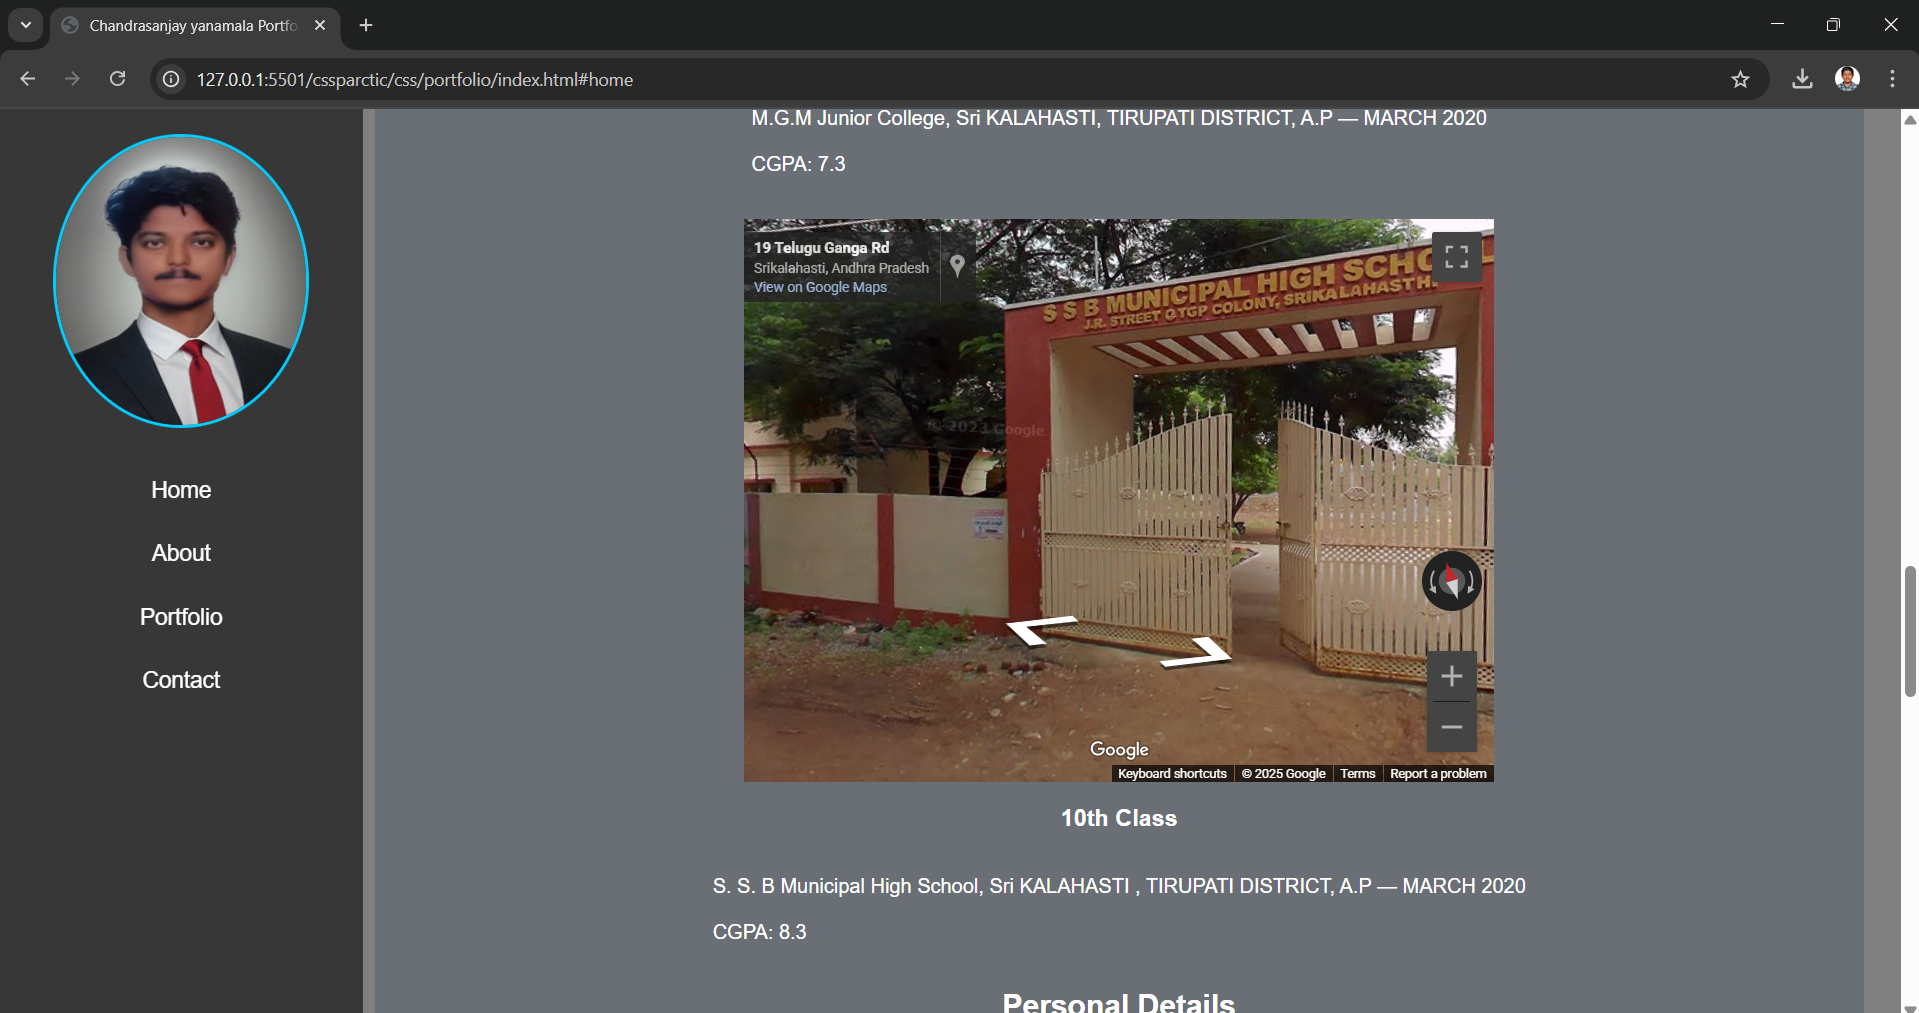 Chandrasanjay yanamala Portfo
127.0.0.1:5501/cssparctic/css/portfolio/index.html#home
Home
About
Portfolio
Contact
M.G.M Junior College, Sri KALAHASTI, TIRUPATI DISTRICT, A.P — MARCH 2020
CGPA: 7.3
19 Telugu Ganga Rd
Srikalahasti, Andhra Pradesh
View on Google Maps
S S B MUNICIPAL HIGH SCHO
J.R. STREET O.TGP COLONY, SRIKALAHASTHI.
© 2023 Google
Google
Keyboard shortcuts © 2025 Google Terms Report a problem
10th Class
S. S. B Municipal High School, Sri KALAHASTI , TIRUPATI DISTRICT, A.P — MARCH 2020
CGPA: 8.3
Personal Details